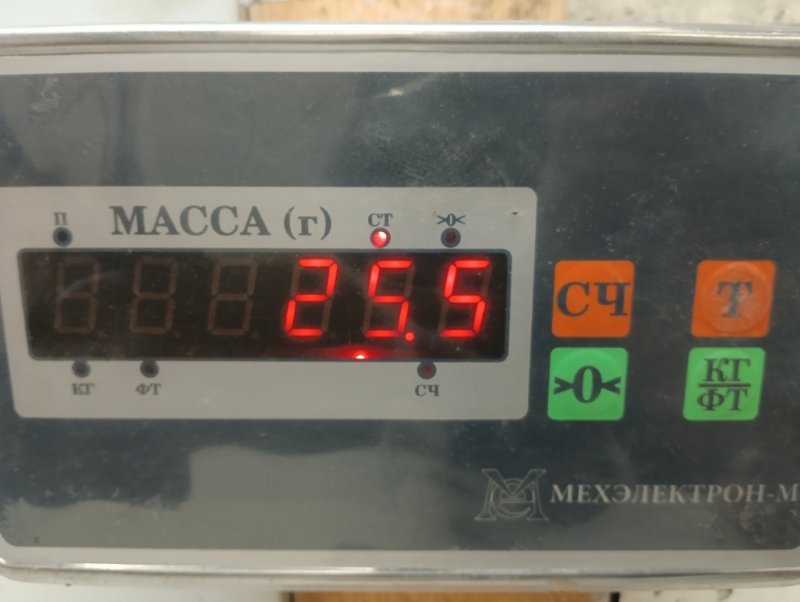 П МАССА (г) СТ >0<
25.5
КГ ФТ СЧ
СЧ Т
>0< КГ
ФТ
МЕХЭЛЕКТРОН-М